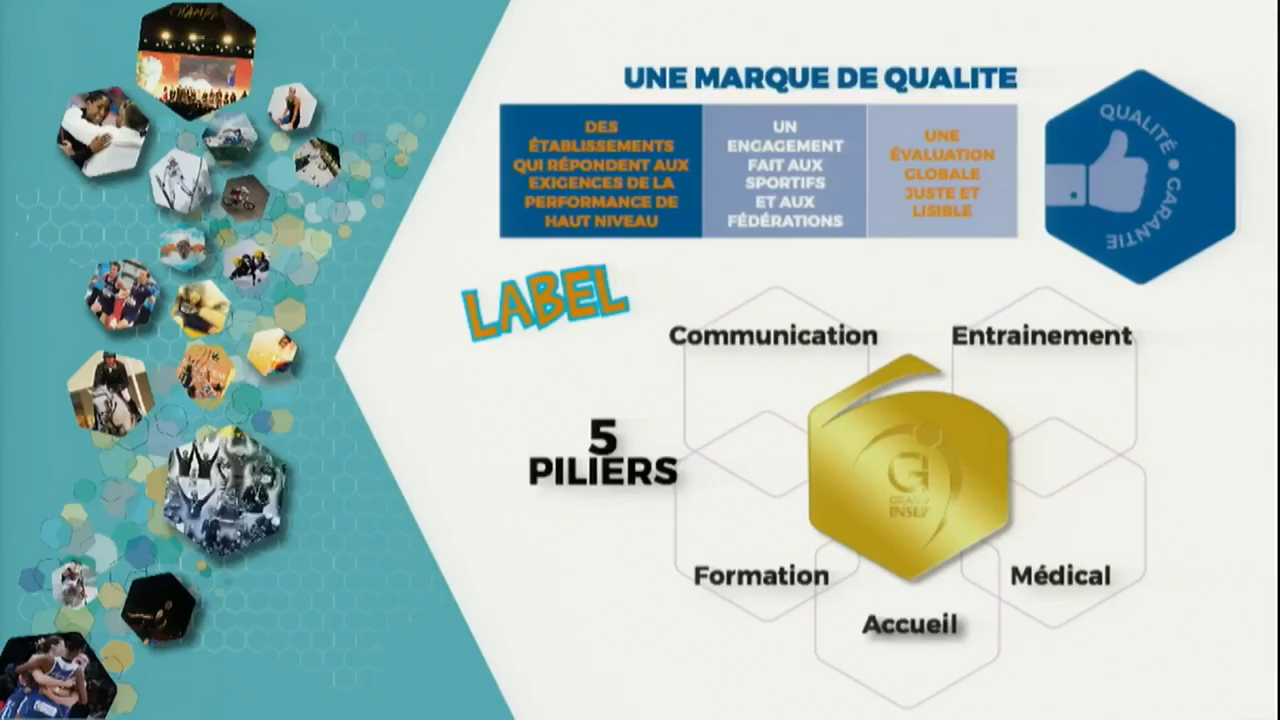 UNE MARQUE DE QUALITE
DES
ÉTABLISSEMENTS
QUI RÉPONDENT AUX
EXIGENCES DE LA
PERFORMANCE DE
HAUT NIVEAU
UN
ENGAGEMENT
FAIT AUX
SPORTIFS
ET AUX
FÉDÉRATIONS
UNE
ÉVALUATION
GLOBALE
JUSTE ET
LISIBLE
QUALITÉ • GARANTIE
LABEL
Communication
Entrainement
5
PILIERS
GRAND
INSEP
Formation
Médical
Accueil